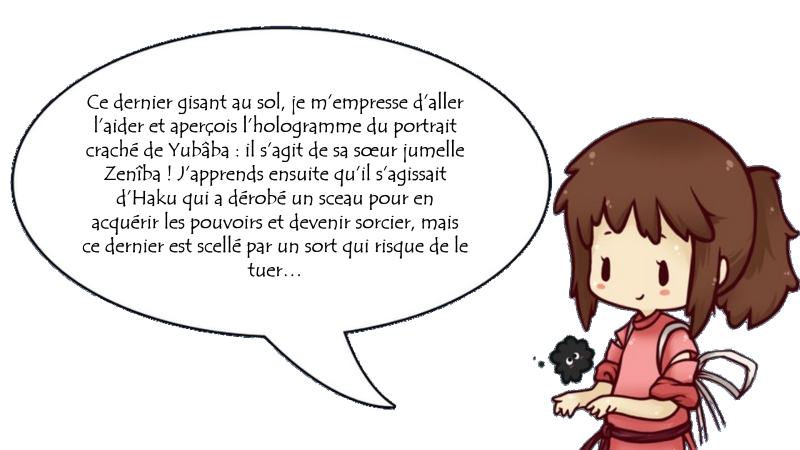 Ce dernier gisant au sol, je m'empresse d'aller
l'aider et aperçois l'hologramme du portrait
craché de Yubâba : il s'agit de sa sœur jumelle
Zenîba ! J'apprends ensuite qu'il s'agissait
d'Haku qui a dérobé un sceau pour en
acquérir les pouvoirs et devenir sorcier, mais
ce dernier est scellé par un sort qui risque de le
tuer...